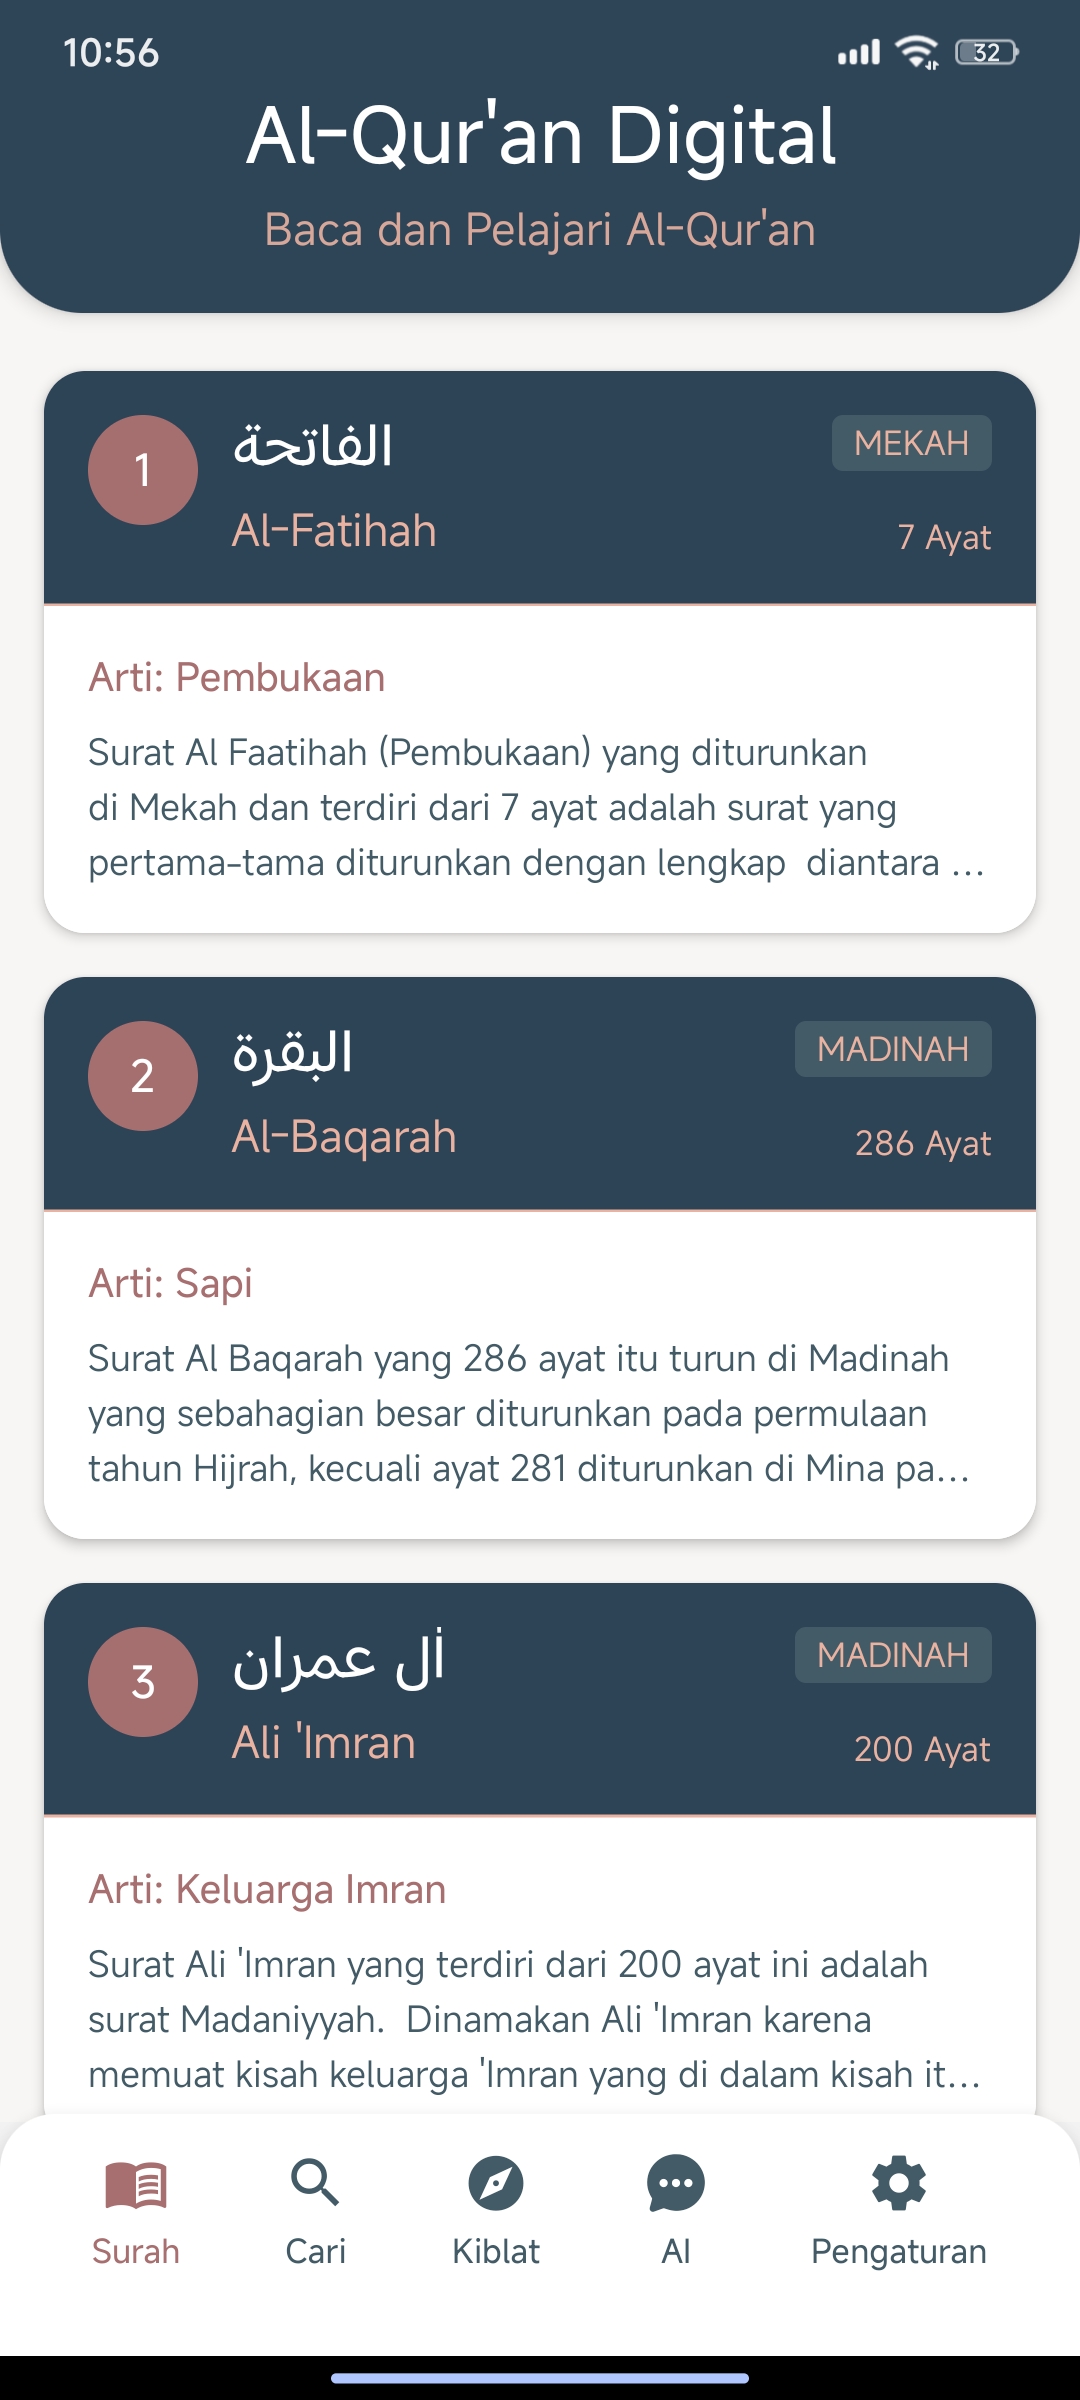 10:56
32
Al-Qur'an Digital
Baca dan Pelajari Al-Qur'an
1
الفاتحة
MEKAH
Al-Fatihah
7 Ayat
Arti: Pembukaan
Surat Al Faatihah (Pembukaan) yang diturunkan
di Mekah dan terdiri dari 7 ayat adalah surat yang
pertama-tama diturunkan dengan lengkap  diantara ...
2
البقرة
MADINAH
Al-Baqarah
286 Ayat
Arti: Sapi
Surat Al Baqarah yang 286 ayat itu turun di Madinah
yang sebahagian besar diturunkan pada permulaan
tahun Hijrah, kecuali ayat 281 diturunkan di Mina pa...
3
اٰل عمران
MADINAH
Ali 'Imran
200 Ayat
Arti: Keluarga Imran
Surat Ali 'Imran yang terdiri dari 200 ayat ini adalah
surat Madaniyyah.  Dinamakan Ali 'Imran karena
memuat kisah keluarga 'Imran yang di dalam kisah it...
Surah
Cari
Kiblat
AI
Pengaturan